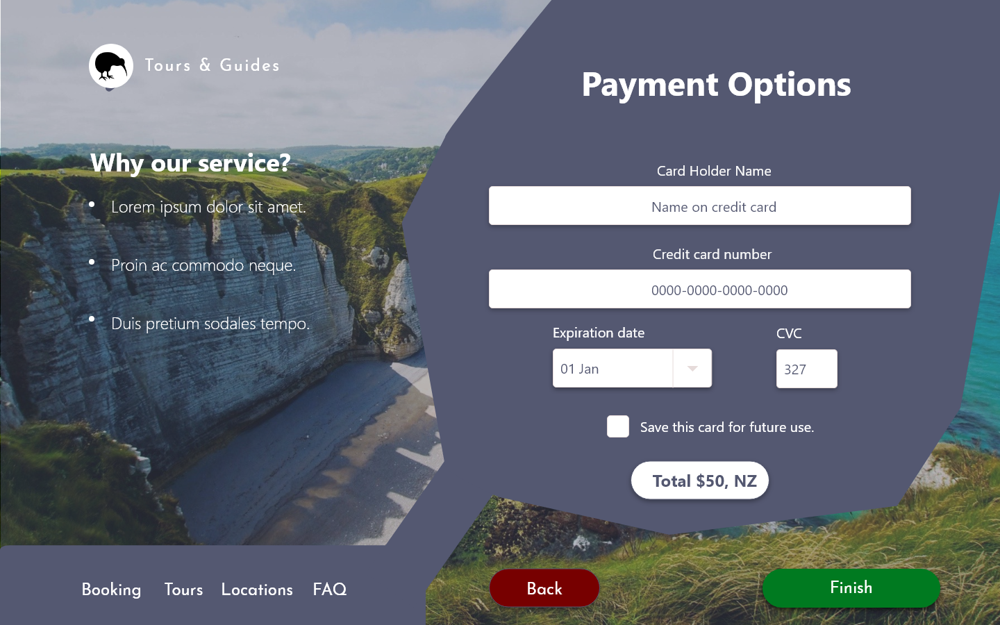 Tours & Guides
Why our service?
Lorem ipsum dolor sit amet.
Proin ac commodo neque.
Duis pretium sodales tempo.
Payment Options
Card Holder Name
Name on credit card
Credit card number
0000-0000-0000-0000
Expiration date
CVC
01 Jan
327
Save this card for future use.
Total $50, NZ
Booking
Tours
Locations
FAQ
Back
Finish